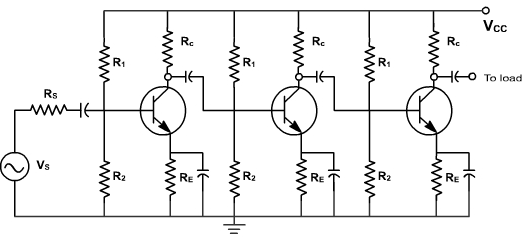 VCC
R1 Rc R1 Rc R1 Rc
To load
RS
VS
R2 RE R2 RE R2 RE